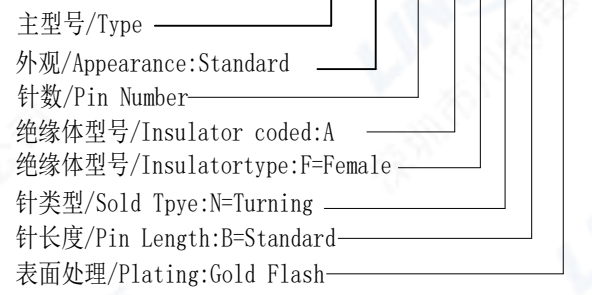 主型号/Type
外观/Appearance:Standard
针数/Pin Number
绝缘体型号/Insulator coded:A
绝缘体型号/Insulatortype:F=Female
针类型/Sold Tpye:N=Turning
针长度/Pin Length:B=Standard
表面处理/Plating:Gold Flash